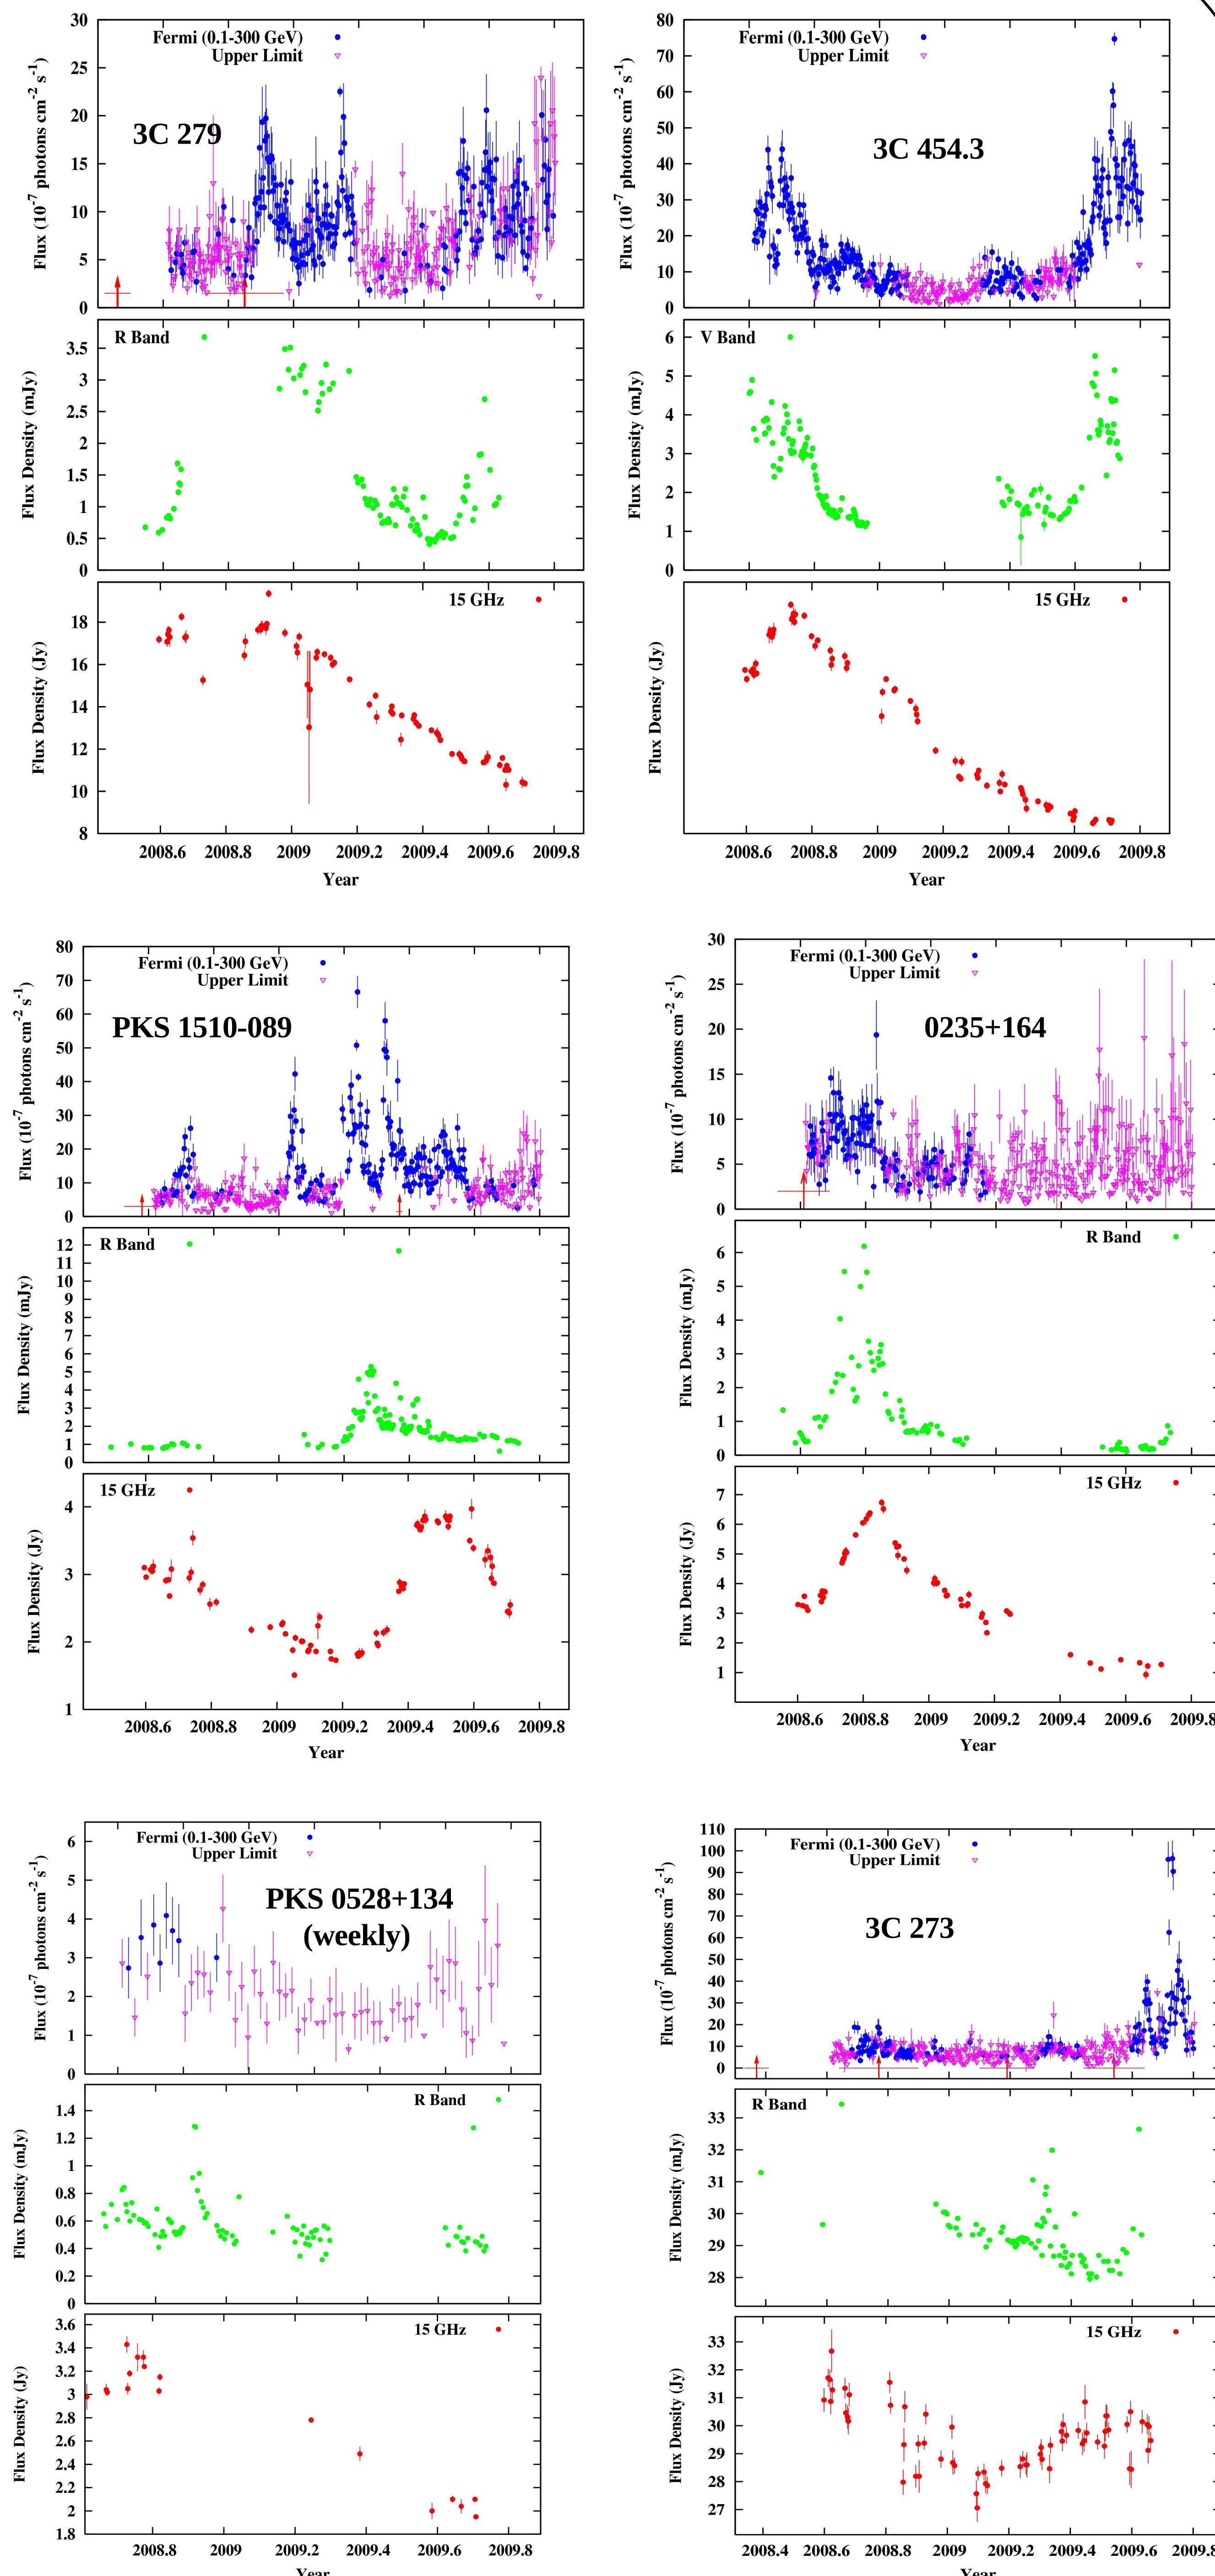 Fermi (0.1-300 GeV)
Upper Limit
3C 279
Flux (10⁻⁷ photons cm⁻² s⁻¹)
30
25
20
15
10
5
0
R Band
Flux Density (mJy)
3.5
3
2.5
2
1.5
1
0.5
0
15 GHz
Flux Density (Jy)
18
16
14
12
10
8
2008.6 2008.8 2009 2009.2 2009.4 2009.6 2009.8
Year
Fermi (0.1-300 GeV)
Upper Limit
3C 454.3
Flux (10⁻⁷ photons cm⁻² s⁻¹)
80
70
60
50
40
30
20
10
0
V Band
Flux Density (mJy)
6
5
4
3
2
1
0
15 GHz
Flux Density (Jy)
2008.6 2008.8 2009 2009.2 2009.4 2009.6 2009.8
Year
Fermi (0.1-300 GeV)
Upper Limit
PKS 1510-089
Flux (10⁻⁷ photons cm⁻² s⁻¹)
80
70
60
50
40
30
20
10
0
R Band
Flux Density (mJy)
12
11
10
9
8
7
6
5
4
3
2
1
0
15 GHz
Flux Density (Jy)
4
3
2
1
2008.6 2008.8 2009 2009.2 2009.4 2009.6 2009.8
Year
Fermi (0.1-300 GeV)
Upper Limit
0235+164
Flux (10⁻⁷ photons cm⁻² s⁻¹)
30
25
20
15
10
5
0
R Band
Flux Density (mJy)
6
5
4
3
2
1
0
15 GHz
Flux Density (Jy)
7
6
5
4
3
2
1
2008.6 2008.8 2009 2009.2 2009.4 2009.6 2009.8
Year
Fermi (0.1-300 GeV)
Upper Limit
PKS 0528+134
(weekly)
Flux (10⁻⁷ photons cm⁻² s⁻¹)
6
5
4
3
2
1
0
R Band
Flux Density (mJy)
1.4
1.2
1
0.8
0.6
0.4
0.2
0
15 GHz
Flux Density (Jy)
3.6
3.4
3.2
3
2.8
2.6
2.4
2.2
2
1.8
2008.8 2009 2009.2 2009.4 2009.6 2009.8
Year
Fermi (0.1-300 GeV)
Upper Limit
3C 273
Flux (10⁻⁷ photons cm⁻² s⁻¹)
110
100
90
80
70
60
50
40
30
20
10
0
R Band
Flux Density (mJy)
33
32
31
30
29
28
15 GHz
Flux Density (Jy)
33
32
31
30
29
28
27
2008.4 2008.6 2008.8 2009 2009.2 2009.4 2009.6 2009.8
Year